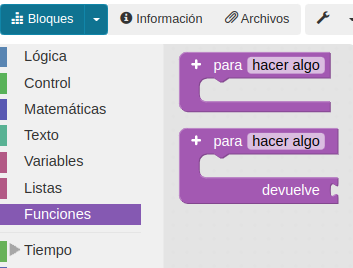 Bloques Información Archivos
Lógica
Control
Matemáticas
Texto
Variables
Listas
Funciones
Tiempo
+ para hacer algo
+ para hacer algo
devuelve